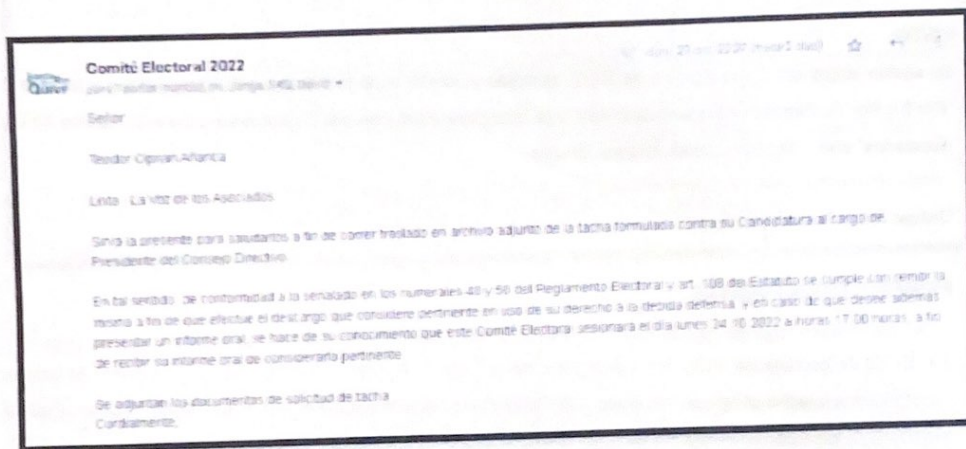 Comité Electoral 2022
para
Señor
Teodor Ciprian Añanca
Lista La Voz de los Asociados
Sirva la presente para saludarlos a fin de correr traslado en archivo adjunto de la tacha formulada contra su Candidatura al cargo de
Presidente del Consejo Directivo
En tal sentido, de conformidad a lo señalado en los numerales y 50 del Reglamento Electoral y art. 108 del Estatuto se cumple con remitir la
misma a fin de que efectúe el descargo que considere pertinente en uso de su derecho a la debida defensa, y en caso de que desee además
presentar un informe oral, se hace de su conocimiento que este Comité Electoral sesionará el día lunes 24.10.2022 a horas 17:00 horas, a fin
de recibir su informe oral de considerarlo pertinente
Se adjuntan los documentos de solicitud de tacha
Cordialmente,